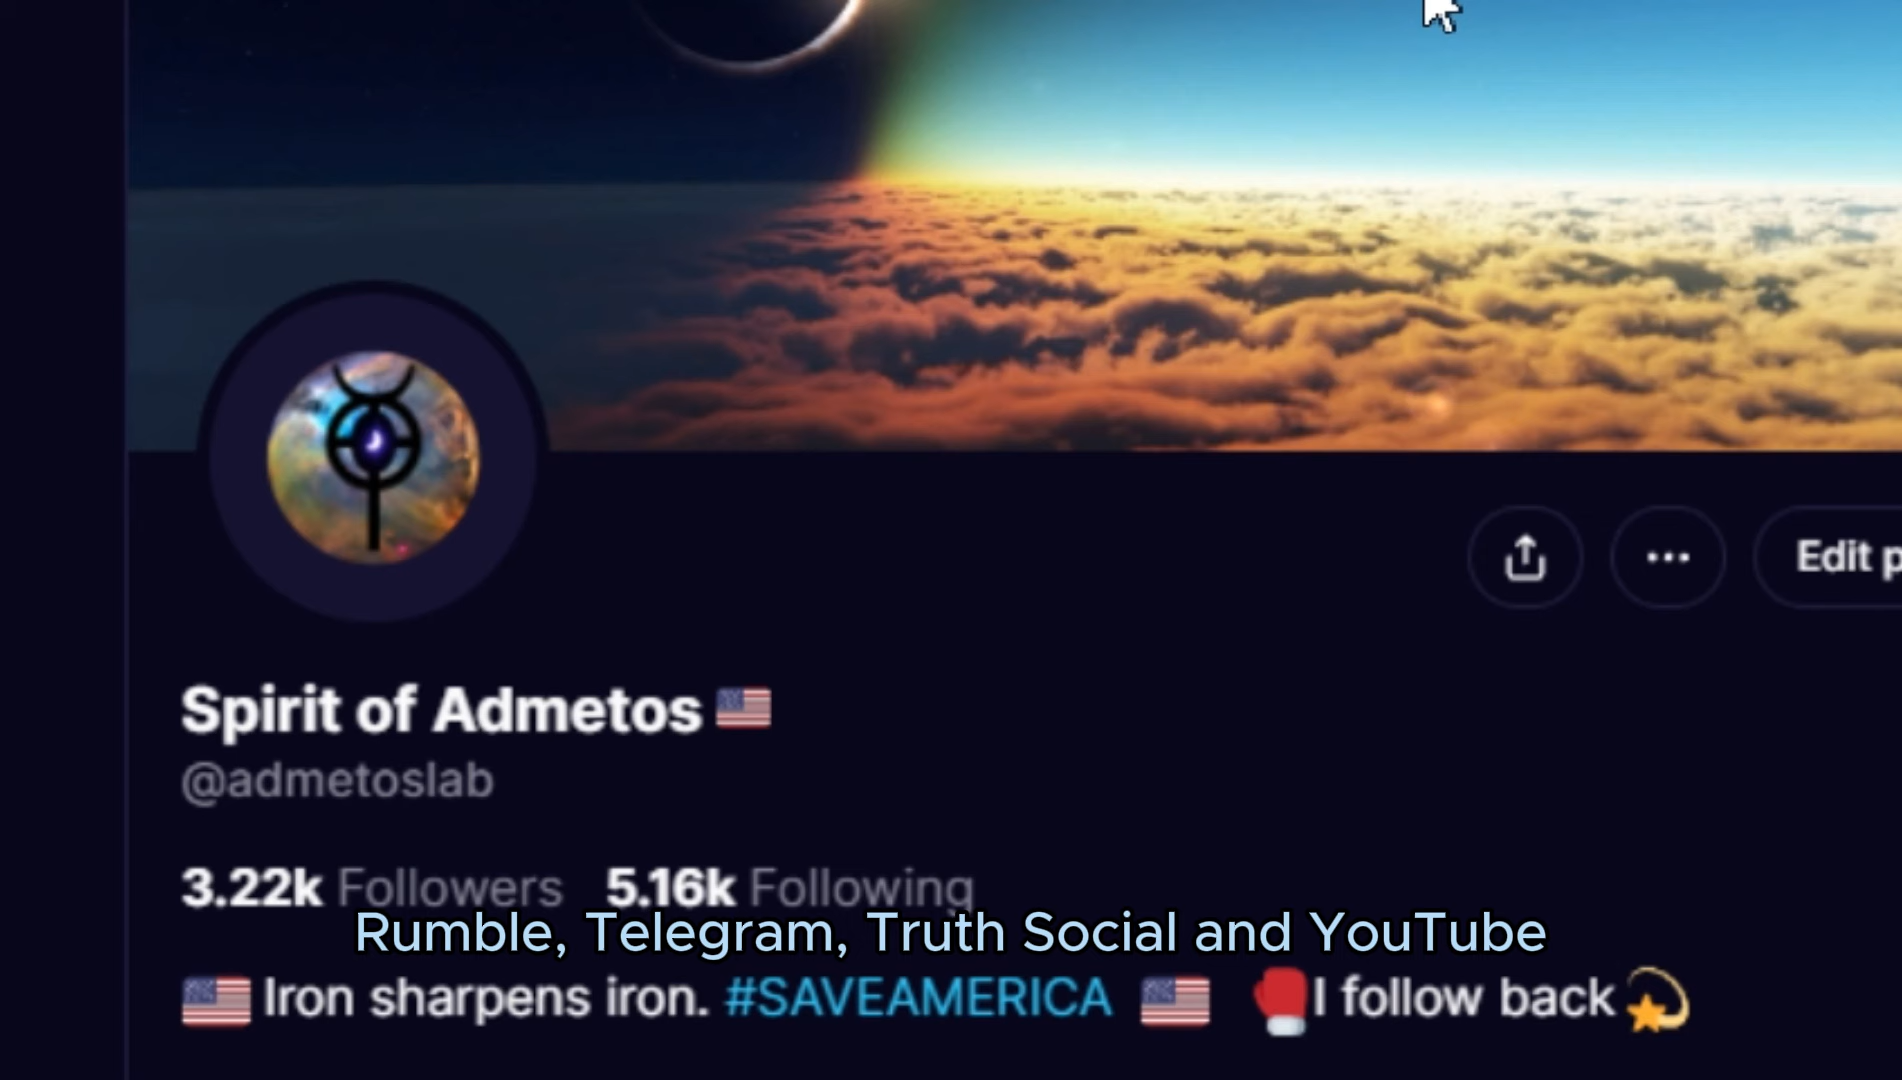 Edit p
Spirit of Admetos
@admetoslab
3.22k Followers 5.16k Following
Rumble, Telegram, Truth Social and YouTube
Iron sharpens iron. #SAVEAMERICA I follow back